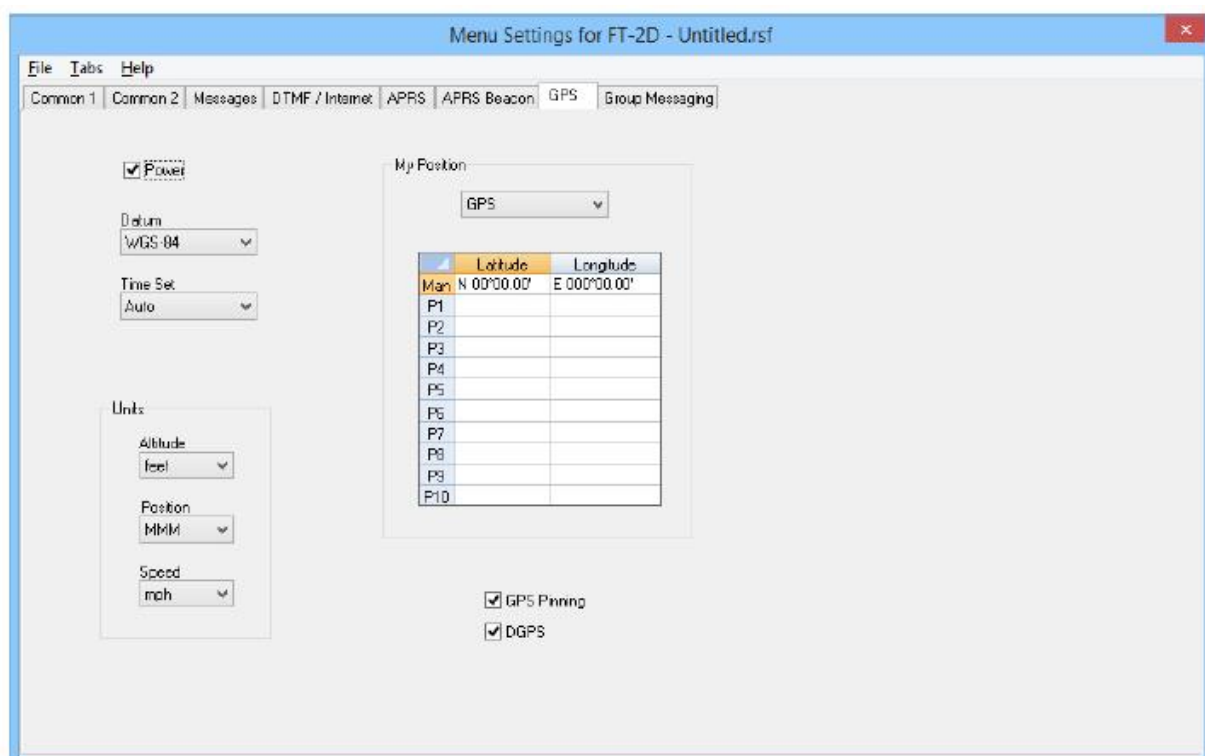 Menu Settings for FT-2D - Untitled.rsf
File Tabs Help
Common 1 Common 2 Messages DTMF / Internet APRS APRS Beacon GPS Group Messaging
Power
Datum
WGS-84
Time Set
Auto
Units
Altitude
feet
Position
MMM
Speed
mph
My Position
GPS
Latitude Longitude
Man N 00°00.00' E 000°00.00'
P1
P2
P3
P4
P5
P6
P7
P8
P9
P10
GPS Pinning
DGPS